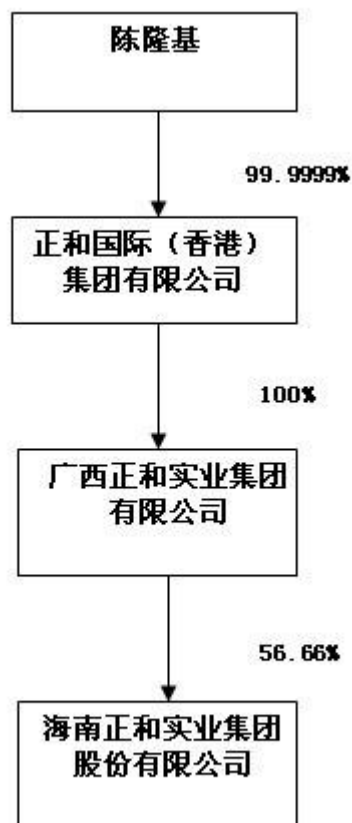 陈隆基
99.9999%
正和国际（香港）
集团有限公司
100%
广西正和实业集团
有限公司
56.66%
海南正和实业集团
股份有限公司